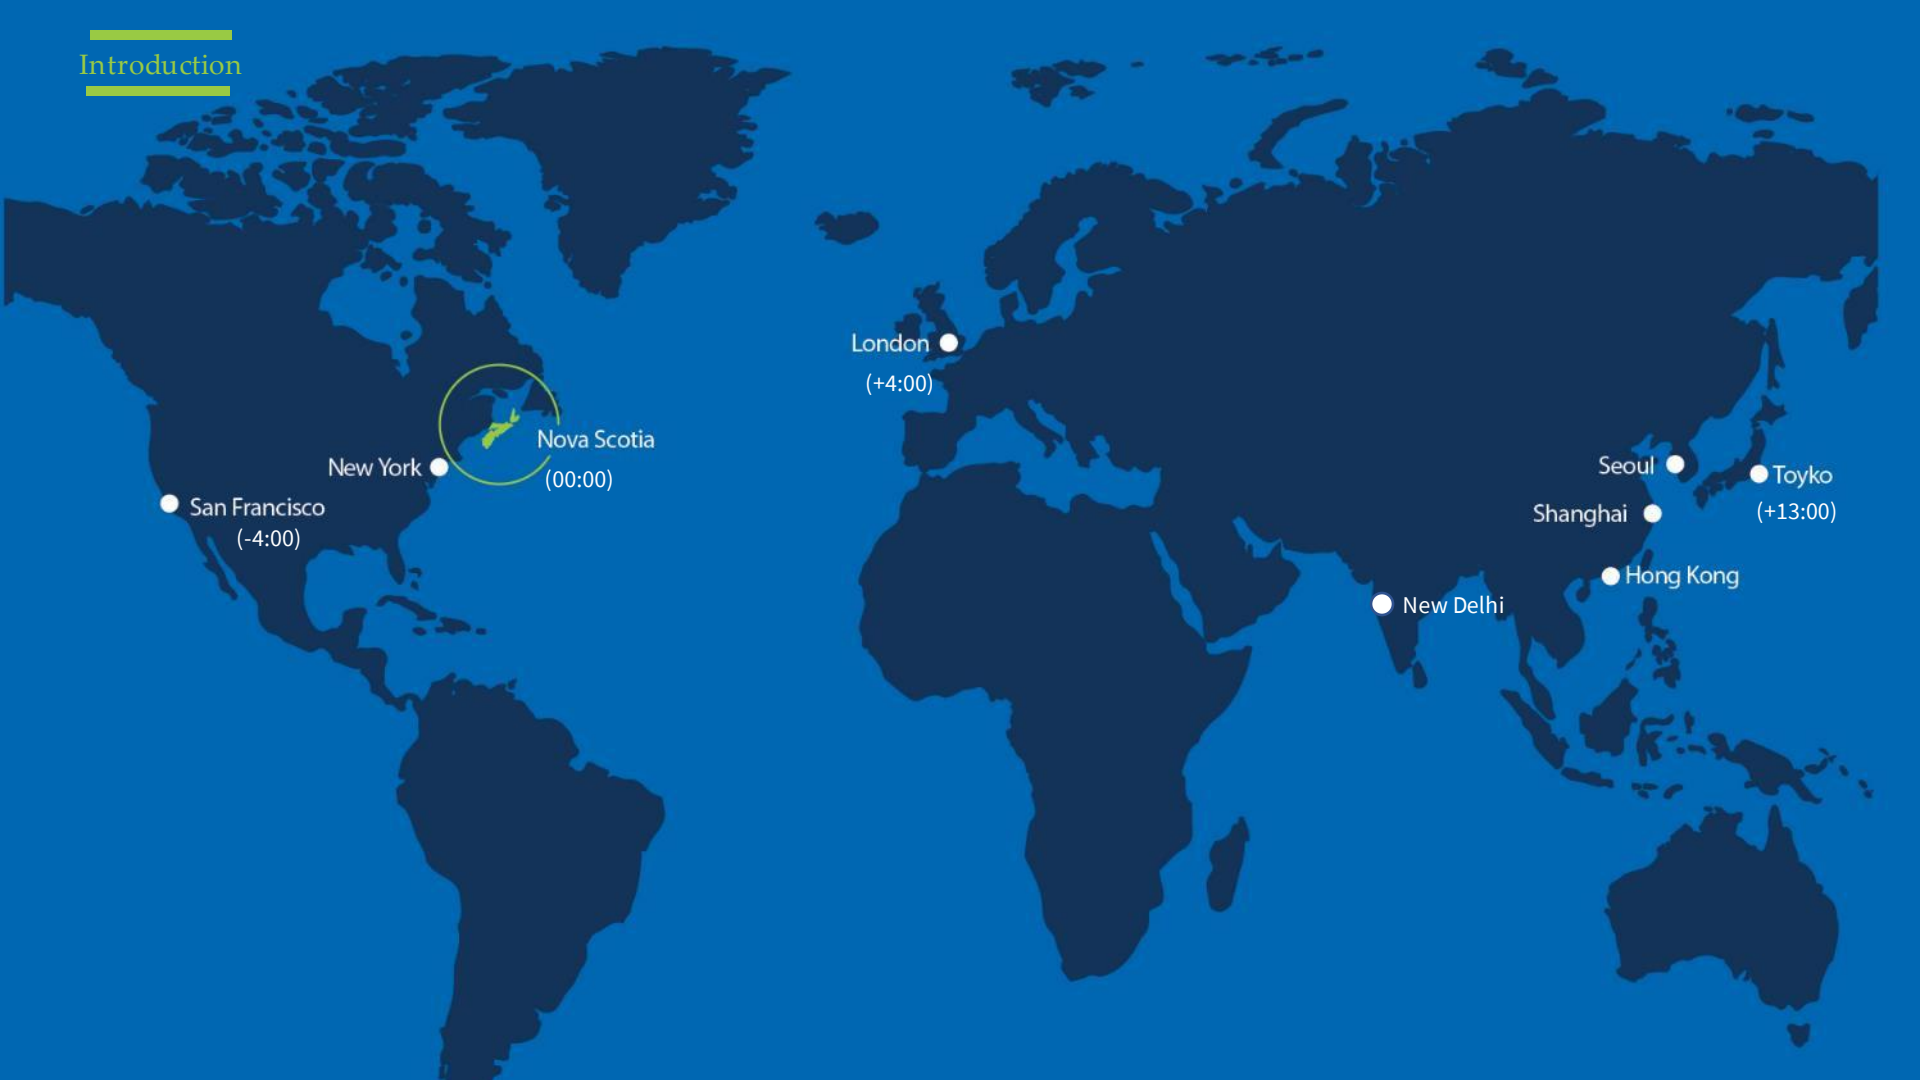 Introduction
London
(+4:00)
Nova Scotia
(00:00)
New York
San Francisco
(-4:00)
Seoul
Toyko
(+13:00)
Shanghai
Hong Kong
New Delhi